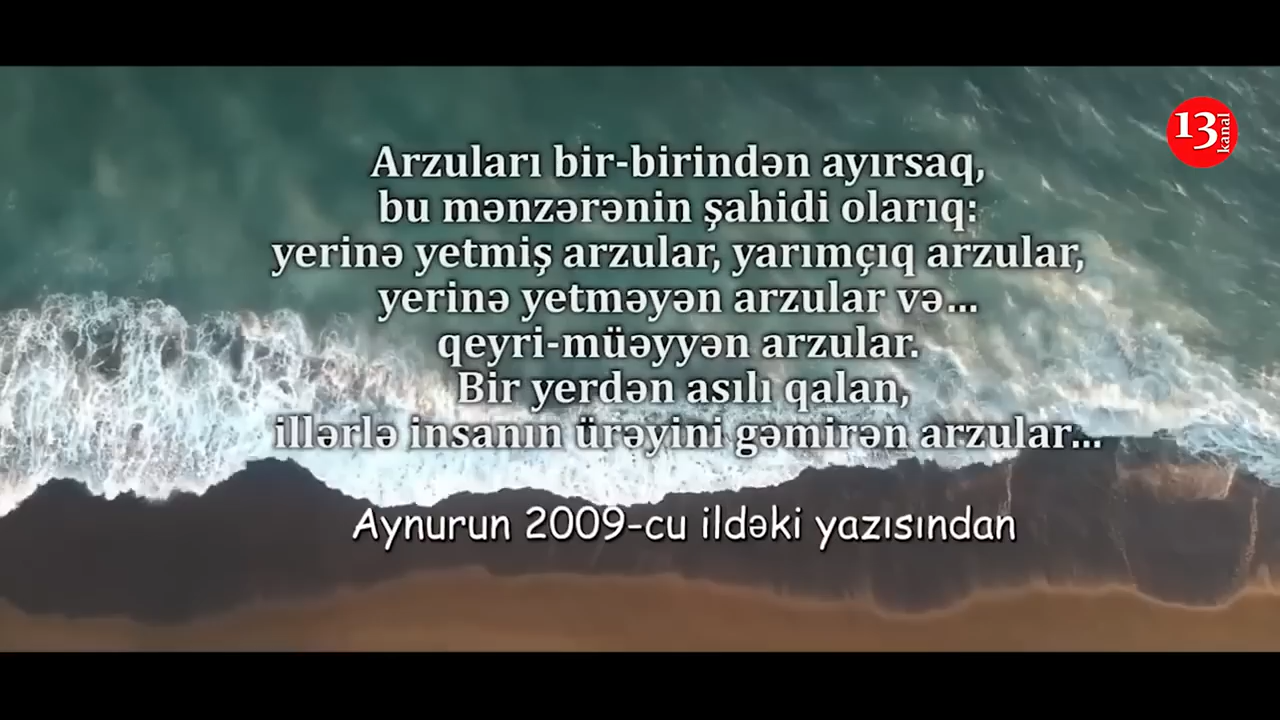 13
kanal
Arzuları bir-birindən ayırsaq,
bu mənzərənin şahidi olarıq:
yerinə yetmiş arzular, yarımçıq arzular,
yerinə yetməyən arzular və...
qeyri-müəyyən arzular.
Bir yerdən asılı qalan,
illərlə insanın ürəyini gəmirən arzular...
Aynurun 2009-cu ildəki yazısından